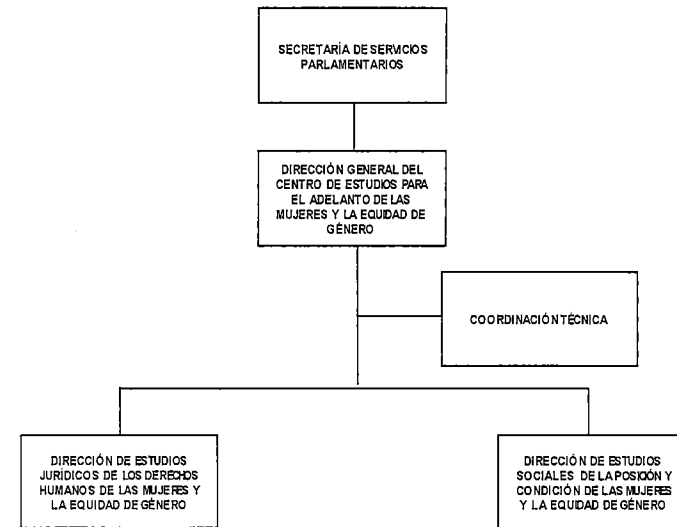 SECRETARÍA DE SERVICIOS
PARLAMENTARIOS
DIRECCIÓN GENERAL DEL
CENTRO DE ESTUDIOS PARA
EL ADELANTO DE LAS
MUJERES Y LA EQUIDAD DE
GÉNERO
COORDINACIÓN TÉCNICA
DIRECCIÓN DE ESTUDIOS
JURÍDICOS DE LOS DERECHOS
HUMANOS DE LAS MUJERES Y
LA EQUIDAD DE GÉNERO
DIRECCIÓN DE ESTUDIOS
SOCIALES DE LA POSICIÓN Y
CONDICIÓN DE LAS MUJERES
Y LA EQUIDAD DE GÉNERO